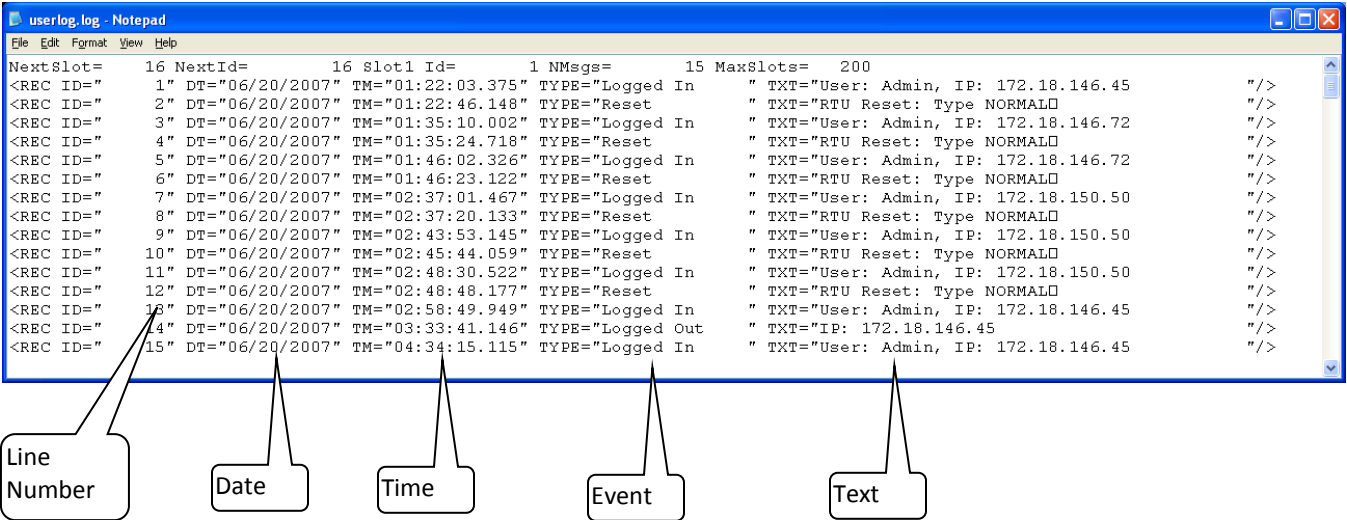 userlog.log - Notepad
File Edit Format View Help
NextSlot=     16 NextId=          16 Slot1 Id=         1 NMsgs=         15 MaxSlots=   200
<REC ID="      1" DT="06/20/2007" TM="01:22:03.375" TYPE="Logged In      " TXT="User: Admin, IP: 172.18.146.45            "/>
<REC ID="      2" DT="06/20/2007" TM="01:22:46.148" TYPE="Reset          " TXT="RTU Reset: Type NORMAL□                   "/>
<REC ID="      3" DT="06/20/2007" TM="01:35:10.002" TYPE="Logged In      " TXT="User: Admin, IP: 172.18.146.72            "/>
<REC ID="      4" DT="06/20/2007" TM="01:35:24.718" TYPE="Reset          " TXT="RTU Reset: Type NORMAL□                   "/>
<REC ID="      5" DT="06/20/2007" TM="01:46:02.326" TYPE="Logged In      " TXT="User: Admin, IP: 172.18.146.72            "/>
<REC ID="      6" DT="06/20/2007" TM="01:46:23.122" TYPE="Reset          " TXT="RTU Reset: Type NORMAL□                   "/>
<REC ID="      7" DT="06/20/2007" TM="02:37:01.467" TYPE="Logged In      " TXT="User: Admin, IP: 172.18.150.50            "/>
<REC ID="      8" DT="06/20/2007" TM="02:37:20.133" TYPE="Reset          " TXT="RTU Reset: Type NORMAL□                   "/>
<REC ID="      9" DT="06/20/2007" TM="02:43:53.145" TYPE="Logged In      " TXT="User: Admin, IP: 172.18.150.50            "/>
<REC ID="     10" DT="06/20/2007" TM="02:45:44.059" TYPE="Reset          " TXT="RTU Reset: Type NORMAL□                   "/>
<REC ID="     11" DT="06/20/2007" TM="02:48:30.522" TYPE="Logged In      " TXT="User: Admin, IP: 172.18.150.50            "/>
<REC ID="     12" DT="06/20/2007" TM="02:48:48.177" TYPE="Reset          " TXT="RTU Reset: Type NORMAL□                   "/>
<REC ID="     13" DT="06/20/2007" TM="02:58:49.949" TYPE="Logged In      " TXT="User: Admin, IP: 172.18.146.45            "/>
<REC ID="     14" DT="06/20/2007" TM="03:33:41.146" TYPE="Logged Out     " TXT="IP: 172.18.146.45                         "/>
<REC ID="     15" DT="06/20/2007" TM="04:34:15.115" TYPE="Logged In      " TXT="User: Admin, IP: 172.18.146.45            "/>
Line
Number
Date
Time
Event
Text